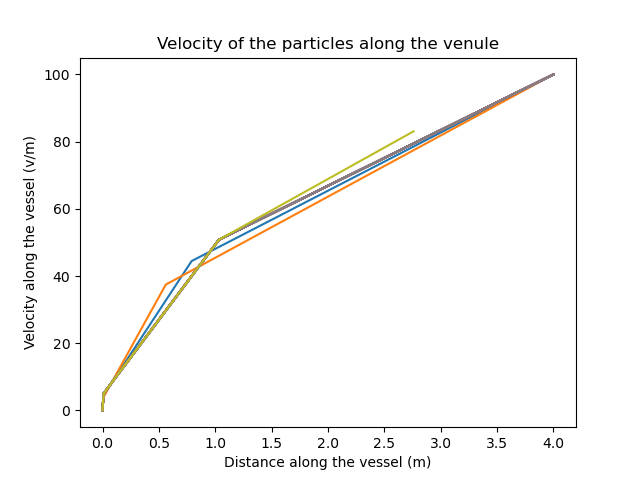 Velocity of the particles along the venule
Velocity along the vessel (v/m)
100
80
60
40
20
0
0.0 0.5 1.0 1.5 2.0 2.5 3.0 3.5 4.0
Distance along the vessel (m)